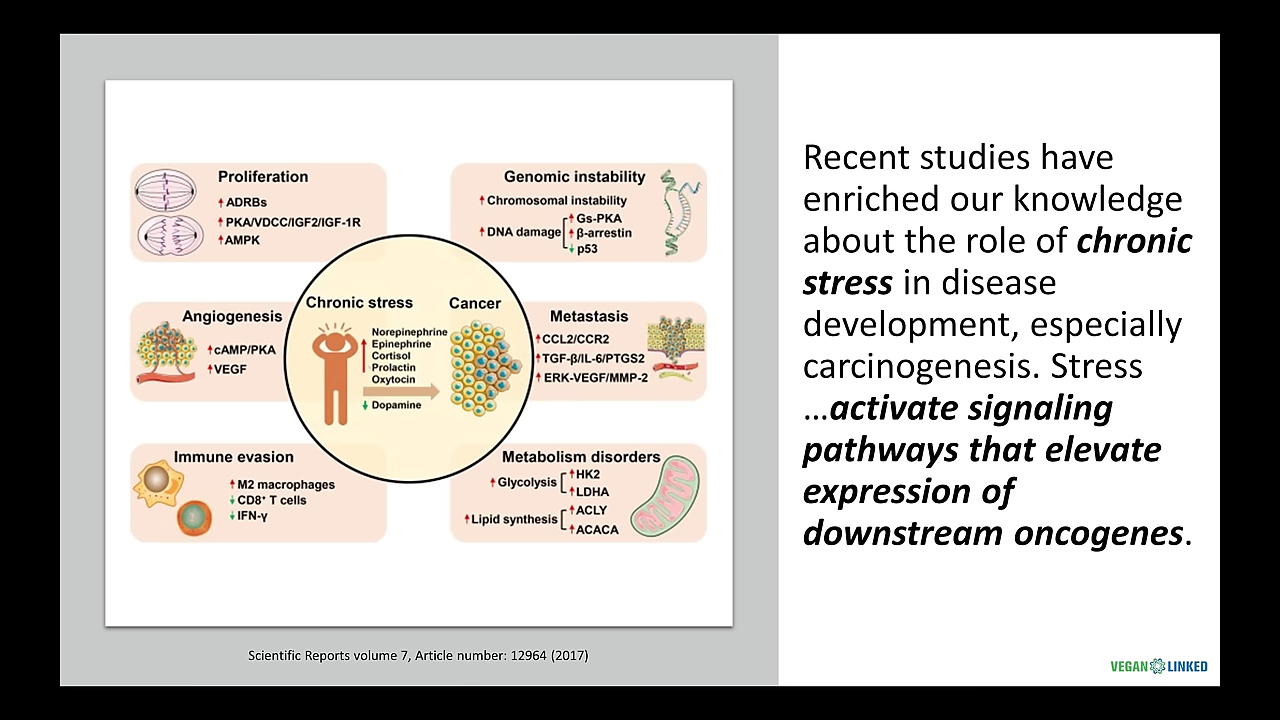 Proliferation
↑ADRBs
↑PKA/VDCC/IGF2/IGF-1R
↑AMPK
Genomic instability
↑Chromosomal instability
↑DNA damage
↑Gs-PKA
↑β-arrestin
↓p53
Angiogenesis
↑cAMP/PKA
↑VEGF
Chronic stress
Cancer
Norepinephrine
Epinephrine
Cortisol
Prolactin
Oxytocin
↓Dopamine
Metastasis
↑CCL2/CCR2
↑TGF-β/IL-6/PTGS2
↑ERK-VEGF/MMP-2
Immune evasion
↑M2 macrophages
↓CD8⁺ T cells
↓IFN-γ
Metabolism disorders
↑Glycolysis
↑HK2
↑LDHA
↑Lipid synthesis
↑ACLY
↑ACACA
Scientific Reports volume 7, Article number: 12964 (2017)
Recent studies have
enriched our knowledge
about the role of chronic
stress in disease
development, especially
carcinogenesis. Stress
…activate signaling
pathways that elevate
expression of
downstream oncogenes.
VEGAN LINKED